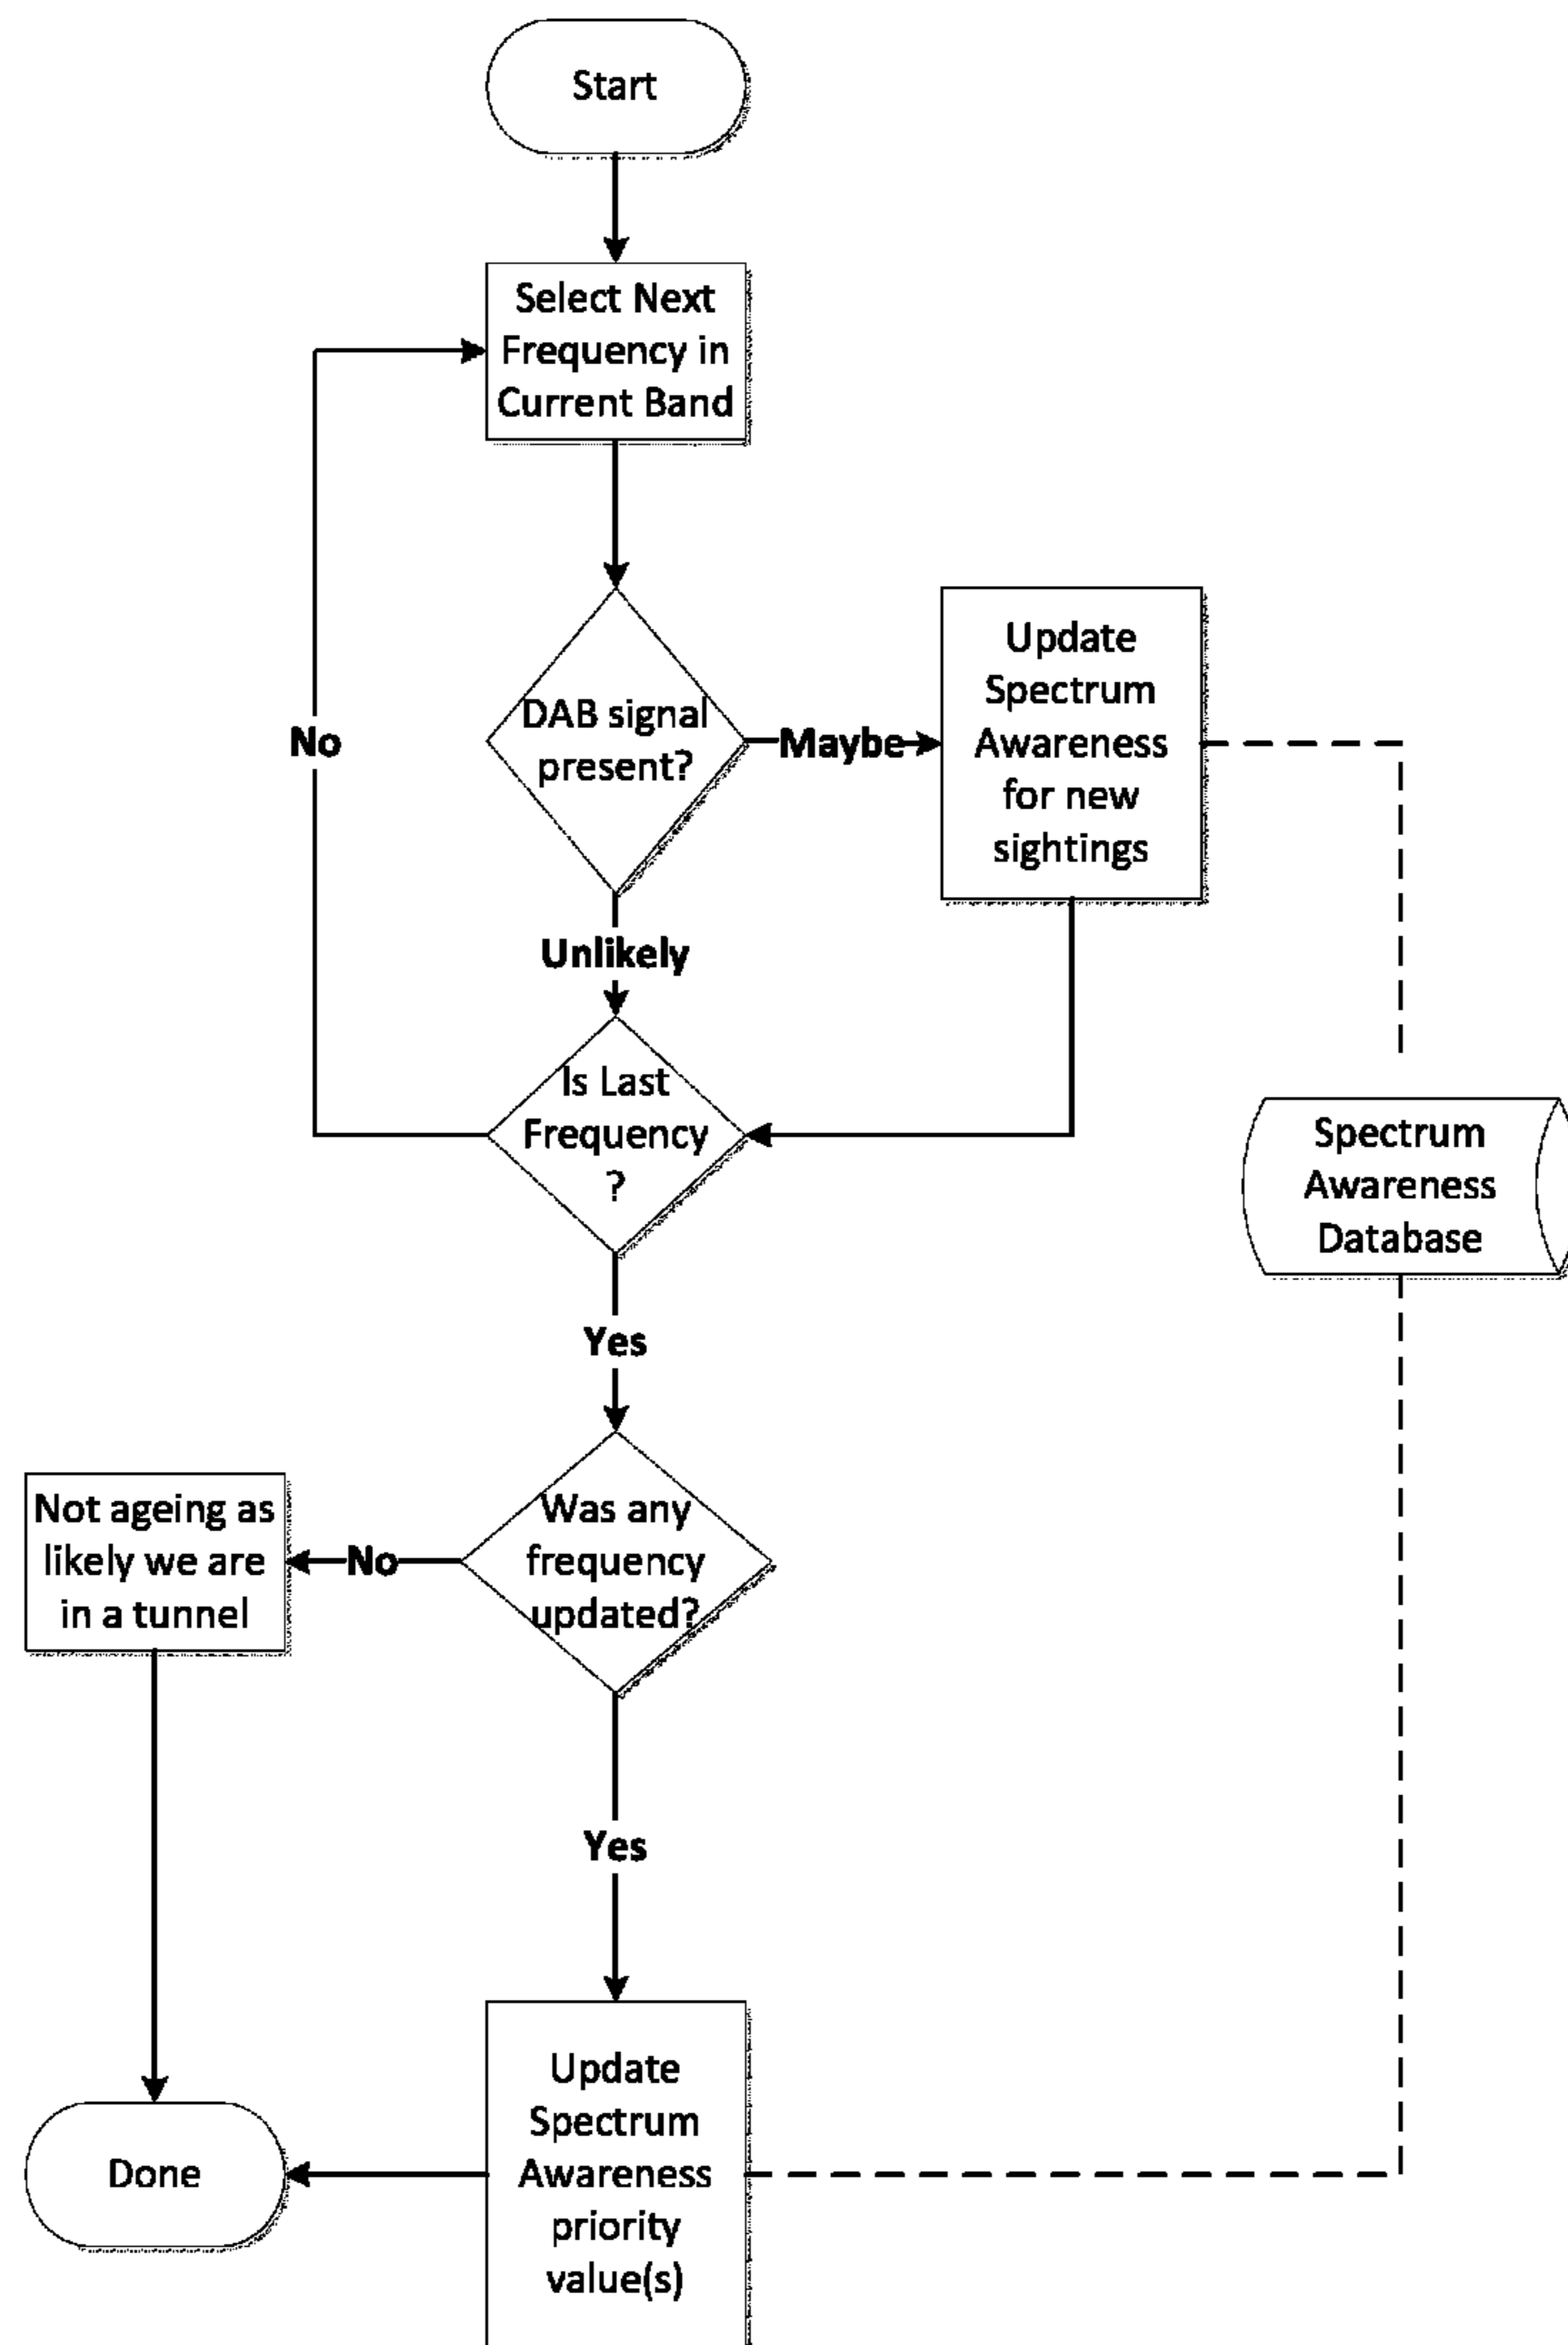 Start
Select Next
Frequency in
Current Band
DAB signal
present?
Maybe
Update
Spectrum
Awareness
for new
sightings
No
Unlikely
Is Last
Frequency
?
Spectrum
Awareness
Database
Yes
Was any
frequency
updated?
No
Not ageing as
likely we are
in a tunnel
Yes
Update
Spectrum
Awareness
priority
value(s)
Done